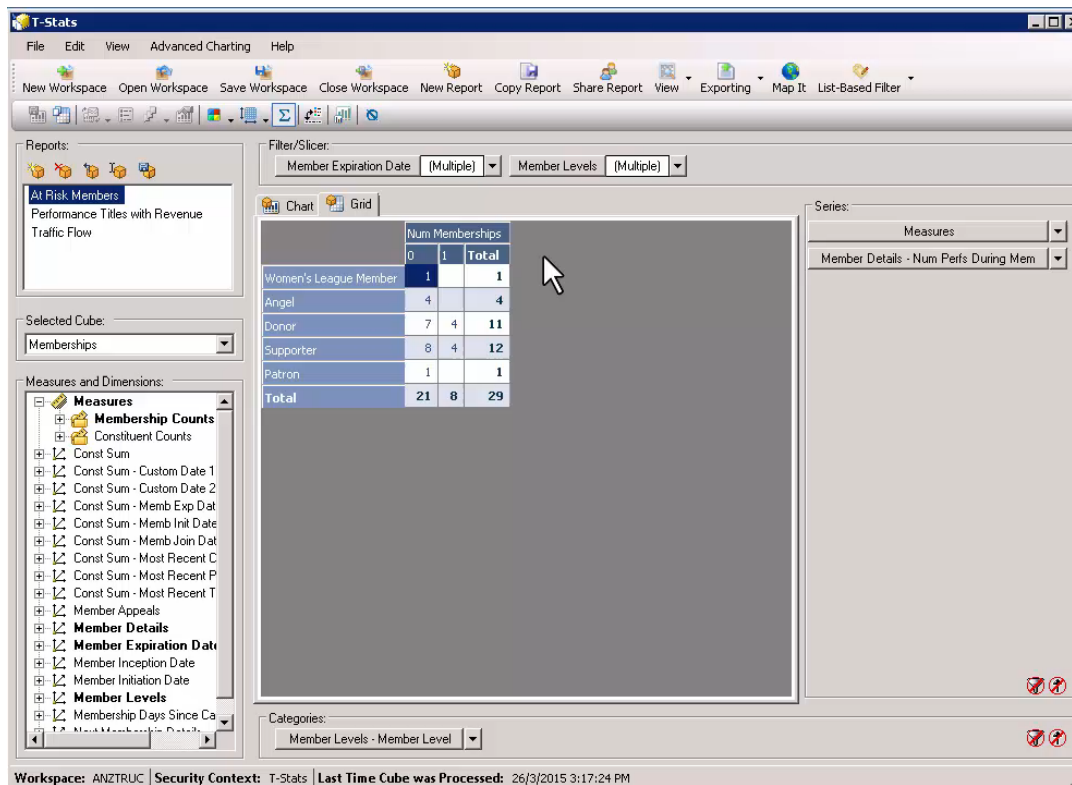 T-Stats
File Edit View Advanced Charting Help
New Workspace Open Workspace Save Workspace Close Workspace New Report Copy Report Share Report View Exporting Map It List-Based Filter
Reports:
At Risk Members
Performance Titles with Revenue
Traffic Flow
Selected Cube:
Memberships
Measures and Dimensions:
Measures
Membership Counts
Constituent Counts
Const Sum
Const Sum - Custom Date 1
Const Sum - Custom Date 2
Const Sum - Memb Exp Dat
Const Sum - Memb Init Date
Const Sum - Memb Join Dat
Const Sum - Most Recent C
Const Sum - Most Recent P
Const Sum - Most Recent T
Member Appeals
Member Details
Member Expiration Date
Member Inception Date
Member Initiation Date
Member Levels
Membership Days Since Ca
Filter/Slicer:
Member Expiration Date (Multiple) Member Levels (Multiple)
Chart Grid
Num Memberships
0 1 Total
Women's League Member 1 1
Angel 4 4
Donor 7 4 11
Supporter 8 4 12
Patron 1 1
Total 21 8 29
Series:
Measures
Member Details - Num Perfs During Mem
Categories:
Member Levels - Member Level
Workspace: ANZTRUC Security Context: T-Stats Last Time Cube was Processed: 26/3/2015 3:17:24 PM